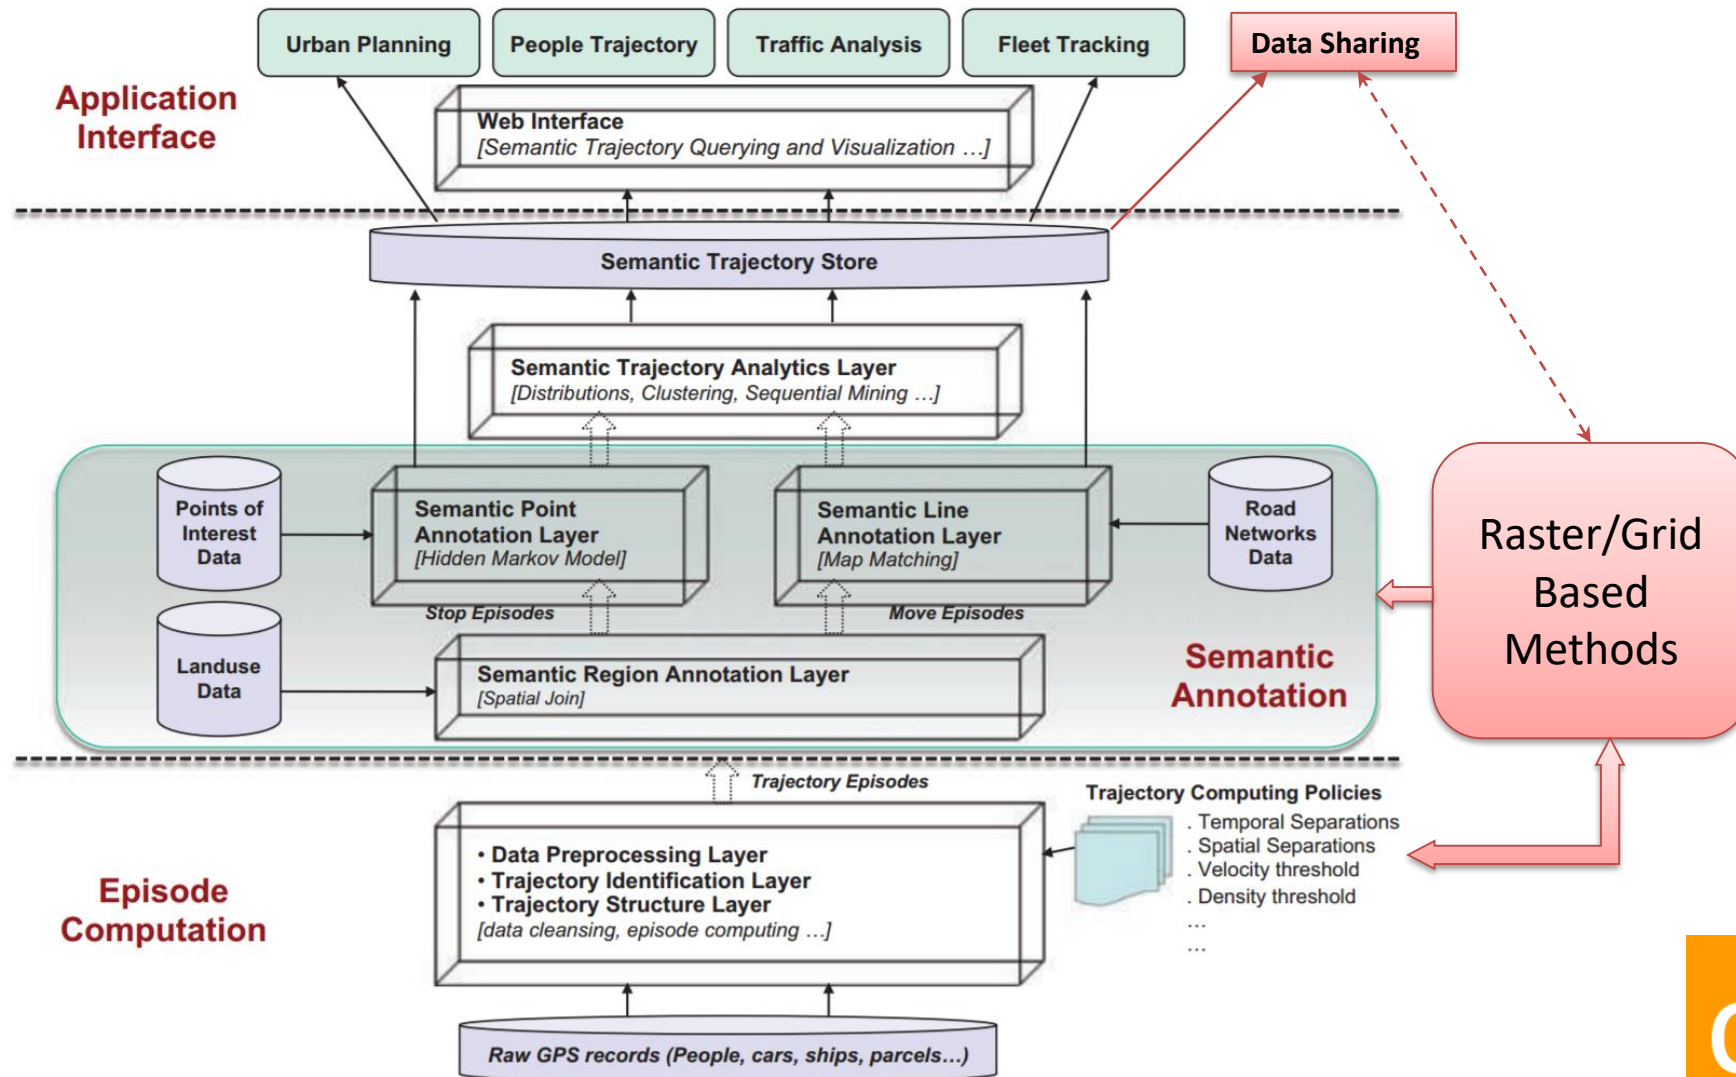 Urban Planning
People Trajectory
Traffic Analysis
Fleet Tracking
Data Sharing
Application
Interface
Web Interface
[Semantic Trajectory Querying and Visualization ...]
Semantic Trajectory Store
Semantic Trajectory Analytics Layer
[Distributions, Clustering, Sequential Mining ...]
Points of
Interest
Data
Semantic Point
Annotation Layer
[Hidden Markov Model]
Semantic Line
Annotation Layer
[Map Matching]
Road
Networks
Data
Raster/Grid
Based
Methods
Stop Episodes
Move Episodes
Landuse
Data
Semantic Region Annotation Layer
[Spatial Join]
Semantic
Annotation
Trajectory Episodes
Trajectory Computing Policies
. Temporal Separations
. Spatial Separations
. Velocity threshold
. Density threshold
...
...
Episode
Computation
• Data Preprocessing Layer
• Trajectory Identification Layer
• Trajectory Structure Layer
[data cleansing, episode computing ...]
Raw GPS records (People, cars, ships, parcels...)